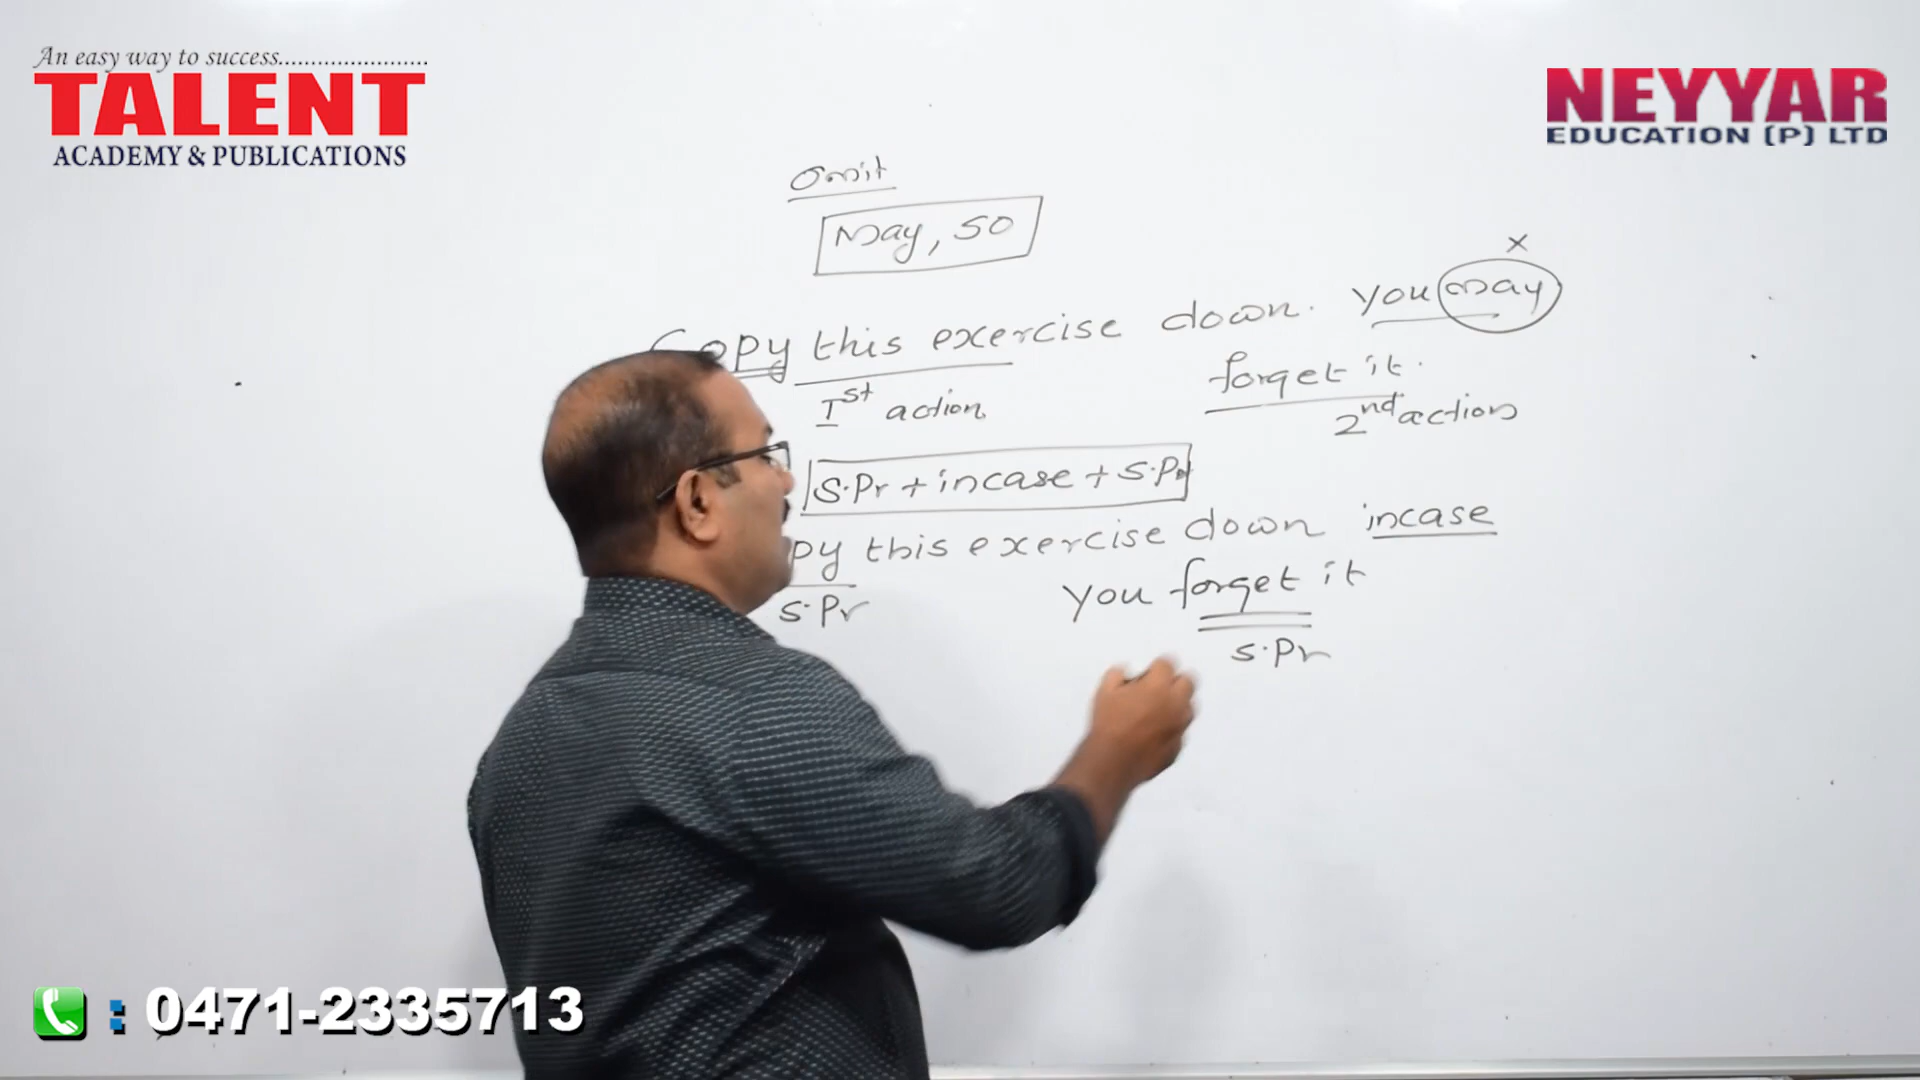 An easy way to success.......................
TALENT
ACADEMY & PUBLICATIONS
NEYYAR
EDUCATION (P) LTD
omit
may, so
Copy this exercise down. you may
x
forget it.
1st action
2nd action
S.Pr + incase + S.Pr
py this exercise down incase
you forget it
S.Pr
S.Pr
: 0471-2335713